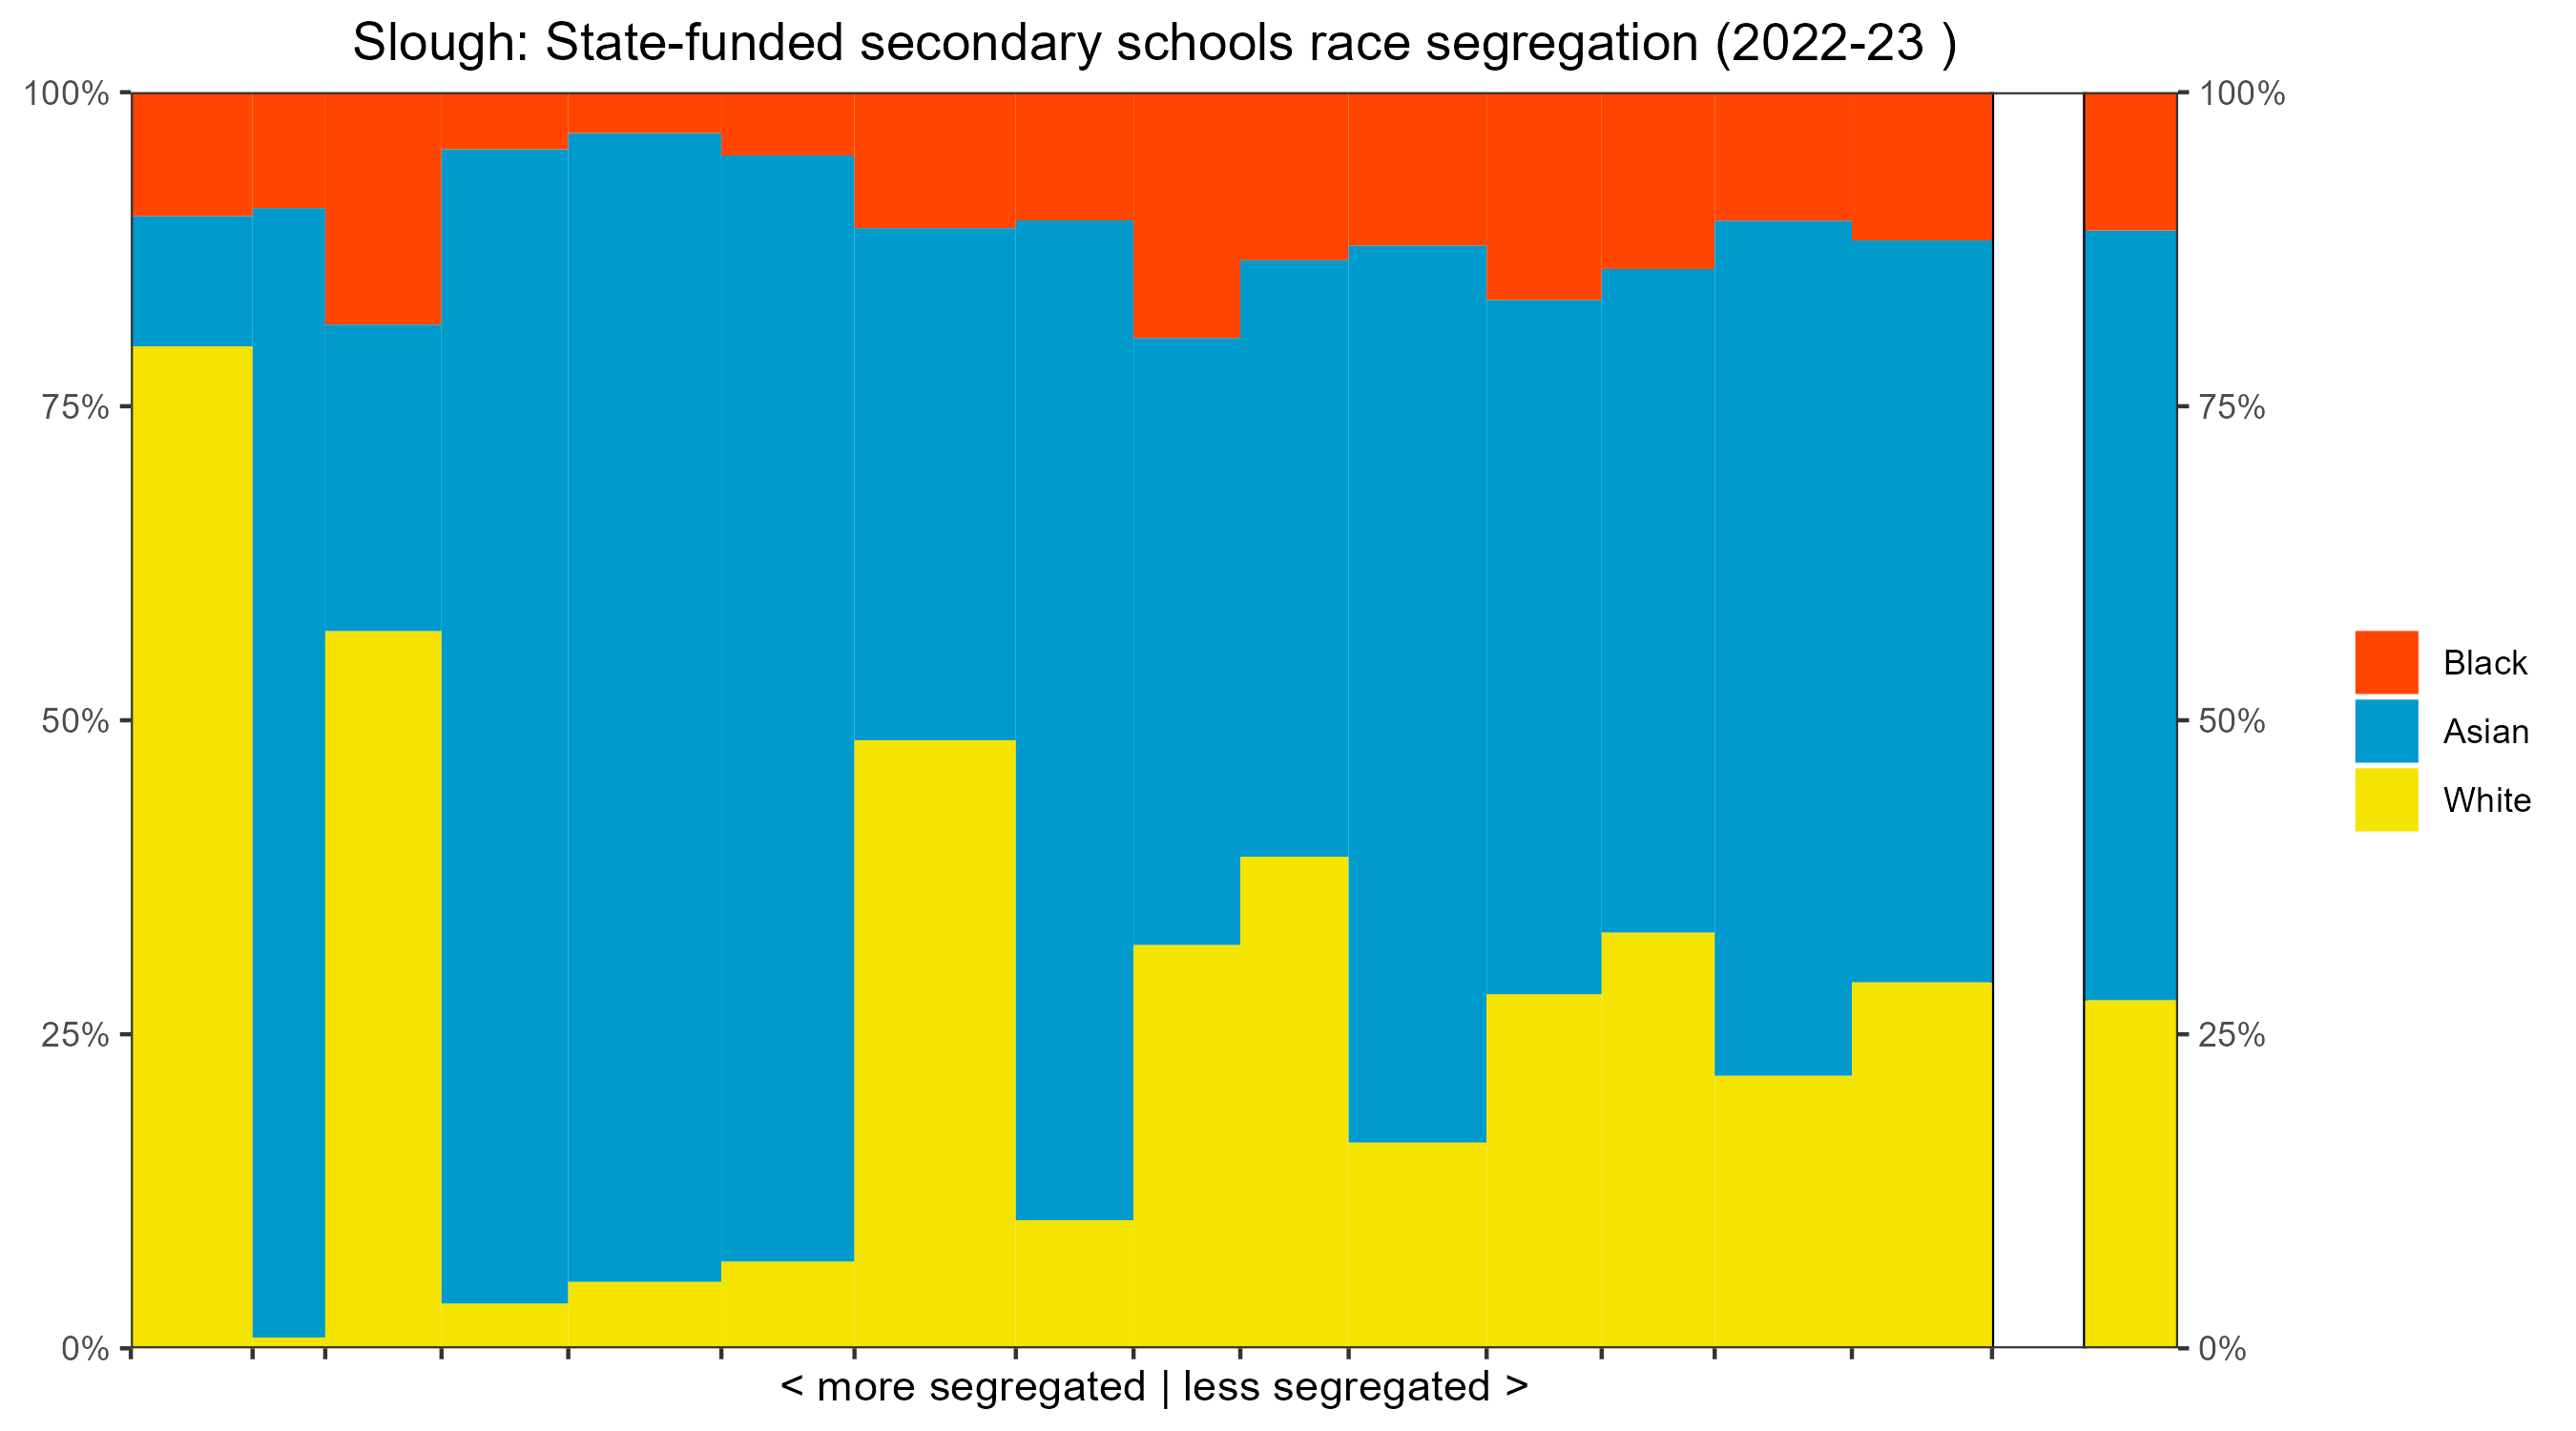 Slough: State-funded secondary schools race segregation (2022-23 )
100%
75%
50%
25%
0%
100%
75%
50%
25%
0%
Black
Asian
White
< more segregated | less segregated >